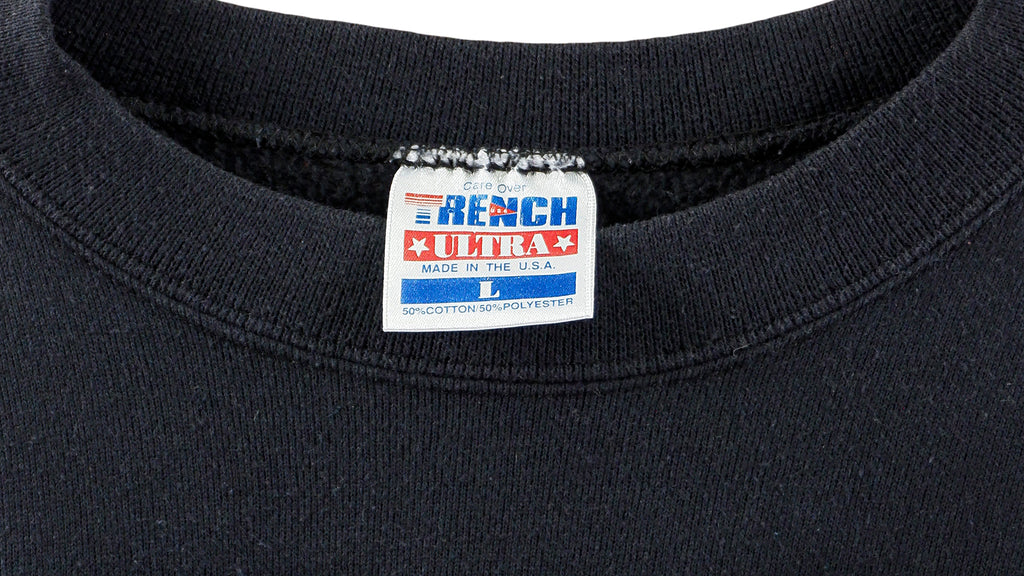 Care Over
TRENCH
ULTRA
MADE IN THE U.S.A.
L
50%COTTON/50%POLYESTER